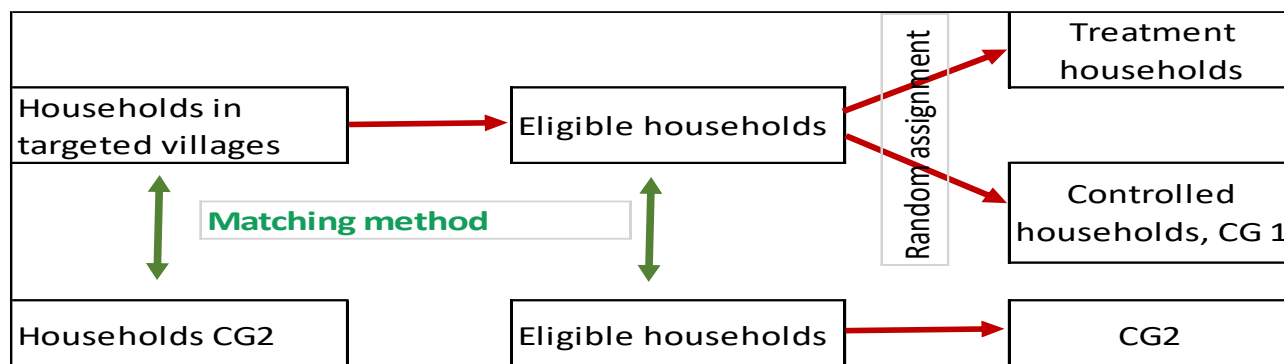 Treatment
households
Households in
targeted villages
Eligible households
Random assignment
Matching method
Controlled
households, CG 1
Households CG2
Eligible households
CG2